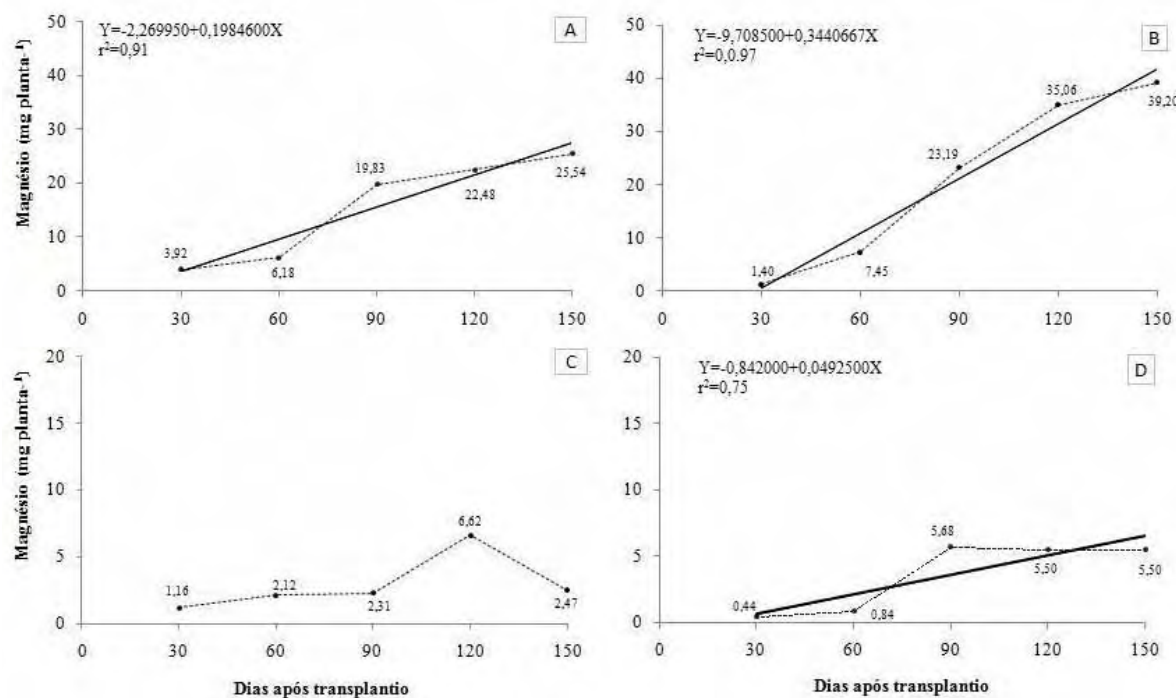 Y=-2,269950+0,1984600X
r²=0,91
A
Magnésio (mg planta-¹)
50
40
30
20
10
0
3,92
6,18
19,83
22,48
25,54
0 30 60 90 120 150
Y=-9,708500+0,3440667X
r²=0,0.97
B
50
40
30
20
10
0
1,40
7,45
23,19
35,06
39,20
0 30 60 90 120 150
C
Magnésio (mg planta-¹)
20
15
10
5
0
1,16
2,12
2,31
6,62
2,47
0 30 60 90 120 150
Dias após transplantio
Y=-0,842000+0,0492500X
r²=0,75
D
20
15
10
5
0
0,44
0,84
5,68
5,50
5,50
0 30 60 90 120 150
Dias após transplantio